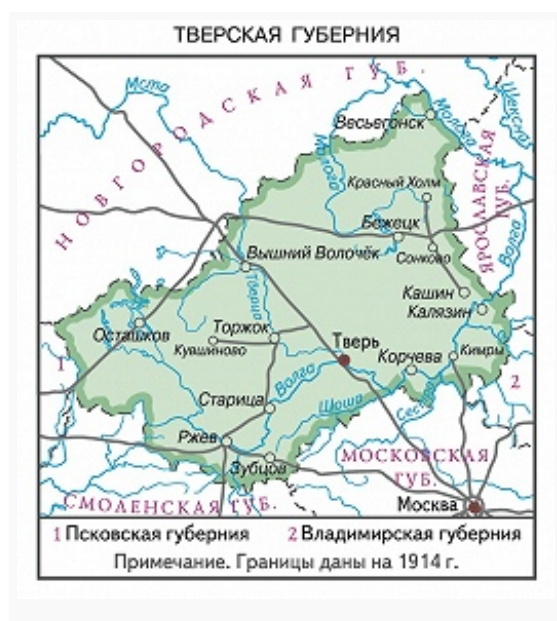 ТВЕРСКАЯ ГУБЕРНИЯ
Мста
НОВГОРОДСКАЯ ГУБ.
Весьегонск
Молога
Шексна
Молога
Красный Холм
ЯРОСЛАВСКАЯ ГУБ.
Бежецк
Сонково
Волга
Вышний Волочёк
Тверца
Кашин
Калязин
Осташков
Торжок
Кувшиново
Тверь
Корчева
Кимры
1
2
Волга
Старица
Шоша
Сестра
Ржев
Зубцов
МОСКОВСКАЯ ГУБ.
СМОЛЕНСКАЯ ГУБ.
Москва
1 Псковская губерния 2 Владимирская губерния
Примечание. Границы даны на 1914 г.